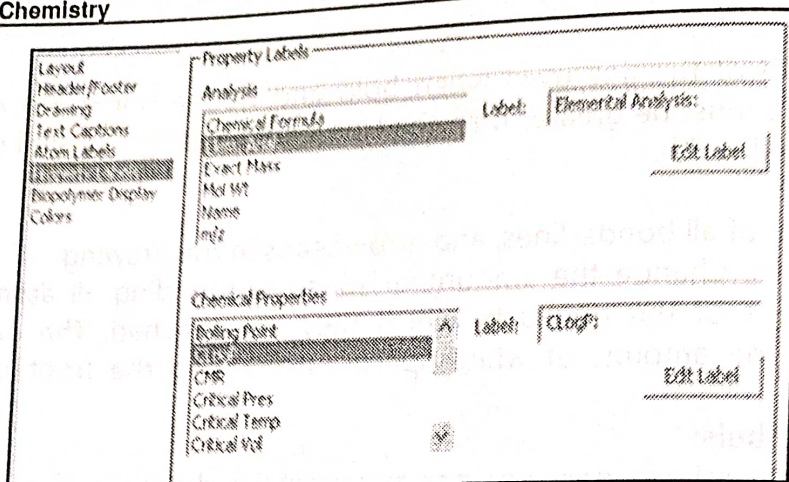 Chemistry
Layout
Header/Footer
Drawing
Text Captions
Atom Labels
Biopolymer Display
Colors
Property Labels
Analysis
Chemical Formula
Exact Mass
Mol Wt
Name
m/z
Label:
Elemental Analysis:
Edit Label
Chemical Properties
Boiling Point
CMR
Critical Pres
Critical Temp
Critical Vol
Label:
CLogP:
Edit Label